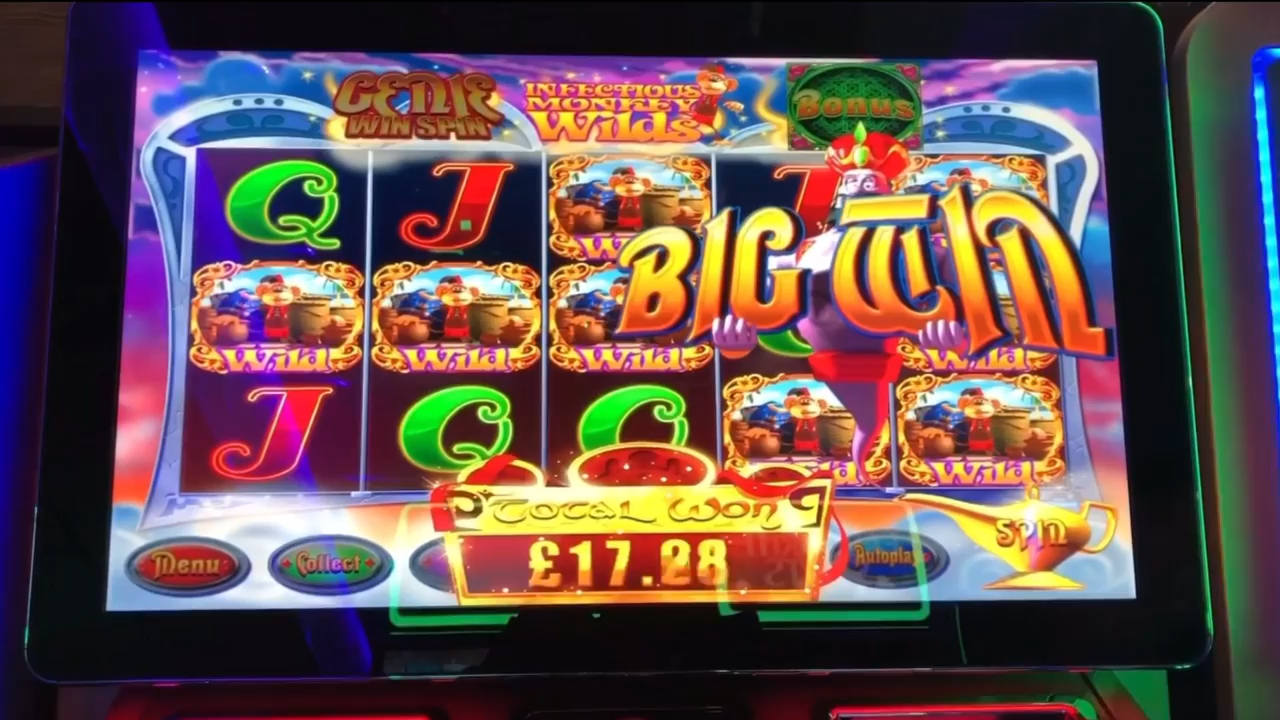 GENIE
WIN SPIN
INFECTIOUS
MONKEY
Wilds
Bonus
Q
J
J
BIG WIN
Wild
Wild
Wild
Wild
J
Q
Wild
Wild
Total Won
£17.28
Menu
Collect
Autoplay
SPIN